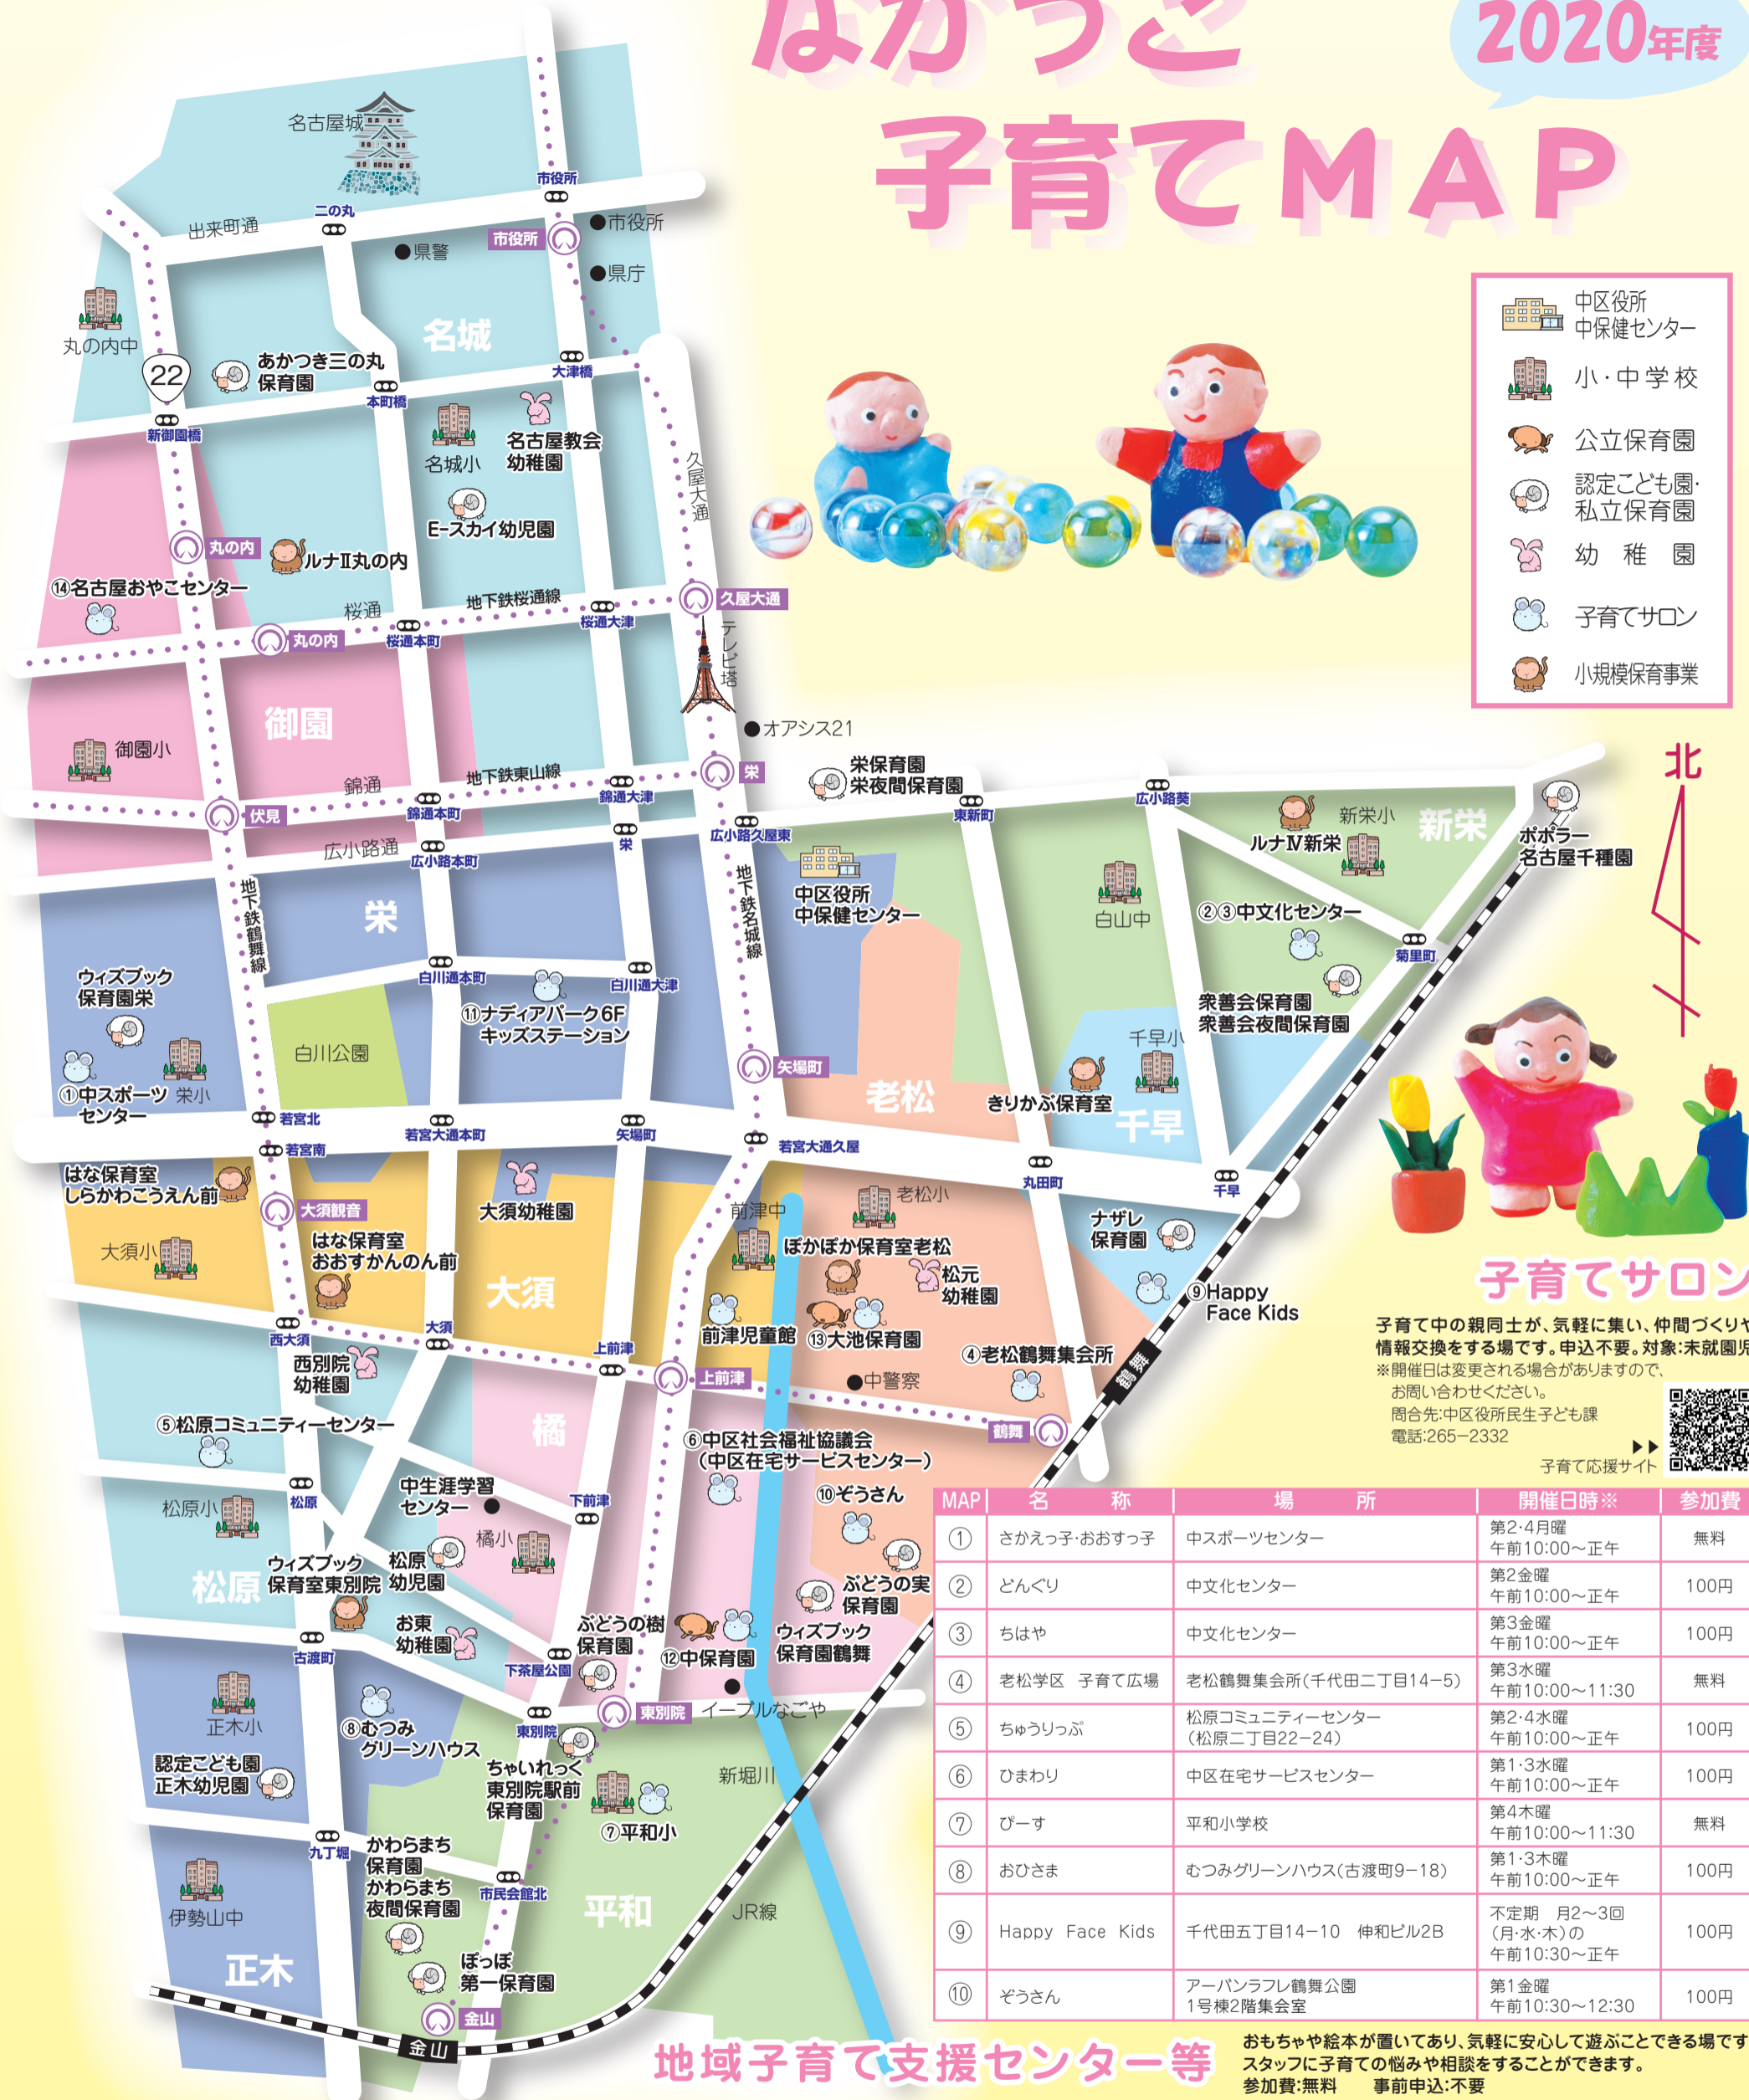 なかっこ
2020年度
子育てMAP
中区役所
中保健センター
小・中学校
公立保育園
認定こども園・
私立保育園
幼稚園
子育てサロン
小規模保育事業
北
名古屋城
市役所
二の丸
出来町通
市役所
●市役所
●県警
●県庁
丸の内中
名城
22
あかつき三の丸
保育園
大津橋
本町橋
新御園橋
名城小
名古屋教会
幼稚園
久屋大通
E-スカイ幼児園
丸の内
ルナⅡ丸の内
⑭名古屋おやこセンター
桜通
地下鉄桜通線
桜通大津
久屋大通
丸の内
桜通本町
テレビ塔
御園
御園小
●オアシス21
錦通
地下鉄東山線
錦通大津
栄
伏見
錦通本町
栄保育園
栄夜間保育園
東新町
広小路葵
新栄小
新栄
ルナⅣ新栄
ポポラー
名古屋千種園
広小路通
広小路本町
栄
広小路久屋東
地下鉄鶴舞線
地下鉄名城線
栄
中区役所
中保健センター
白山中
②③中文化センター
菊里町
ウィズブック
保育園栄
白川通本町
白川通大津
⑪ナディアパーク6F
キッズステーション
衆善会保育園
衆善会夜間保育園
白川公園
千早小
①中スポーツ
センター
栄小
矢場町
老松
きりかぶ保育室
千早
若宮北
若宮大通本町
矢場町
若宮大通久屋
若宮南
丸田町
千早
はな保育室
しらかわこうえん前
大須観音
大須幼稚園
前津中
老松小
ナザレ
保育園
大須小
はな保育室
おおすかんのん前
ぽかぽか保育室老松
大須
松元
幼稚園
⑨Happy
Face Kids
前津児童館
⑬大池保育園
西大須
大須
上前津
西別院
幼稚園
上前津
④老松鶴舞集会所
●中警察
鶴舞
鶴舞
⑤松原コミュニティーセンター
橘
⑥中区社会福祉協議会
（中区在宅サービスセンター）
中生涯学習
センター
松原
下前津
⑩ぞうさん
松原小
橘小
松原
ウィズブック
保育室東別院
松原
幼児園
ぶどうの実
保育園
お東
幼稚園
ぶどうの樹
保育園
ウィズブック
保育園鶴舞
古渡町
下茶屋公園
⑫中保育園
正木小
⑧むつみ
グリーンハウス
東別院
東別院
イーブルなごや
認定こども園
正木幼児園
ちゃいれっく
東別院駅前
保育園
新堀川
⑦平和小
九丁堀
かわらまち
保育園
かわらまち
夜間保育園
市民会館北
伊勢山中
平和
JR線
正木
ぽっぽ
第一保育園
金山
金山
子育てサロン
子育て中の親同士が、気軽に集い、仲間づくりや
情報交換をする場です。申込不要。対象：未就園児
※開催日は変更される場合がありますので、
お問い合わせください。
問合先：中区役所民生子ども課
電話：265－2332
▶▶
子育て応援サイト
MAP 名称 場所 開催日時※ 参加費
① さかえっ子・おおすっ子 中スポーツセンター 第2・4月曜 午前10:00～正午 無料
② どんぐり 中文化センター 第2金曜 午前10:00～正午 100円
③ ちはや 中文化センター 第3金曜 午前10:00～正午 100円
④ 老松学区 子育て広場 老松鶴舞集会所（千代田二丁目14－5） 第3水曜 午前10:00～11:30 無料
⑤ ちゅうりっぷ 松原コミュニティーセンター（松原二丁目22－24） 第2・4水曜 午前10:00～正午 100円
⑥ ひまわり 中区在宅サービスセンター 第1・3水曜 午前10:00～正午 100円
⑦ ぴーす 平和小学校 第4木曜 午前10:00～11:30 無料
⑧ おひさま むつみグリーンハウス（古渡町9－18） 第1・3木曜 午前10:00～正午 100円
⑨ Happy Face Kids 千代田五丁目14－10 伸和ビル2B 不定期 月2～3回（月・水・木）の 午前10:30～正午 100円
⑩ ぞうさん アーバンラフレ鶴舞公園 1号棟2階集会室 第1金曜 午前10:30～12:30 100円
地域子育て支援センター等
おもちゃや絵本が置いてあり、気軽に安心して遊ぶことできる場です
スタッフに子育ての悩みや相談をすることができます。
参加費：無料 事前申込：不要